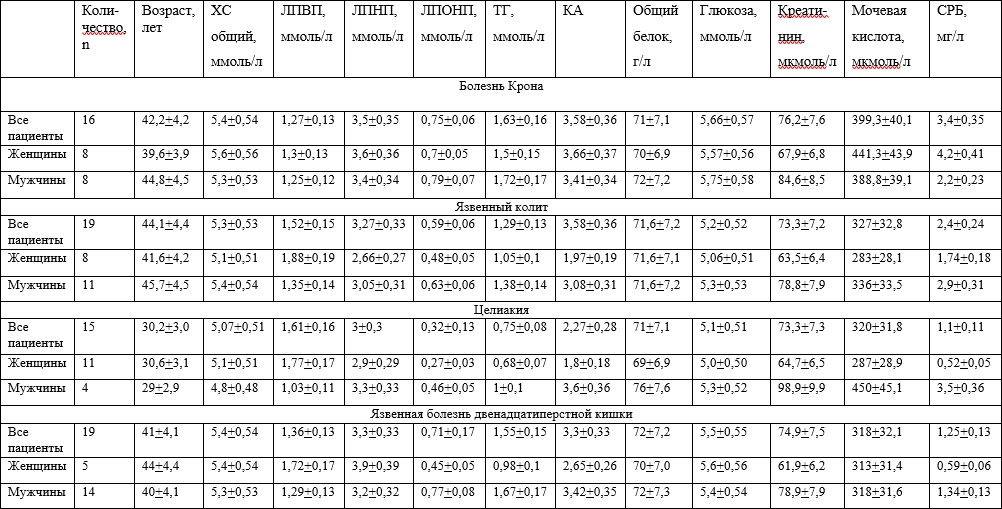 Коли-чество, n | Возраст, лет | ХС общий, ммоль/л | ЛПВП, ммоль/л | ЛПНП, ммоль/л | ЛПОНП, ммоль/л | ТГ, ммоль/л | КА | Общий белок, г/л | Глюкоза, ммоль/л | Креати-нин, мкмоль/л | Мочевая кислота, мкмоль/л | СРБ, мг/л
Болезнь Крона
Все пациенты | 16 | 42,2±4,2 | 5,4±0,54 | 1,27±0,13 | 3,5±0,35 | 0,75±0,06 | 1,63±0,16 | 3,58±0,36 | 71±7,1 | 5,66±0,57 | 76,2±7,6 | 399,3±40,1 | 3,4±0,35
Женщины | 8 | 39,6±3,9 | 5,6±0,56 | 1,3±0,13 | 3,6±0,36 | 0,7±0,05 | 1,5±0,15 | 3,66±0,37 | 70±6,9 | 5,57±0,56 | 67,9±6,8 | 441,3±43,9 | 4,2±0,41
Мужчины | 8 | 44,8±4,5 | 5,3±0,53 | 1,25±0,12 | 3,4±0,34 | 0,79±0,07 | 1,72±0,17 | 3,41±0,34 | 72±7,2 | 5,75±0,58 | 84,6±8,5 | 388,8±39,1 | 2,2±0,23
Язвенный колит
Все пациенты | 19 | 44,1±4,4 | 5,3±0,53 | 1,52±0,15 | 3,27±0,33 | 0,59±0,06 | 1,29±0,13 | 3,58±0,36 | 71,6±7,2 | 5,2±0,52 | 73,3±7,2 | 327±32,8 | 2,4±0,24
Женщины | 8 | 41,6±4,2 | 5,1±0,51 | 1,88±0,19 | 2,66±0,27 | 0,48±0,05 | 1,05±0,1 | 1,97±0,19 | 71,6±7,1 | 5,06±0,51 | 63,5±6,4 | 283±28,1 | 1,74±0,18
Мужчины | 11 | 45,7±4,5 | 5,4±0,54 | 1,35±0,14 | 3,05±0,31 | 0,63±0,06 | 1,38±0,14 | 3,08±0,31 | 71,6±7,2 | 5,3±0,53 | 78,8±7,9 | 336±33,5 | 2,9±0,31
Целиакия
Все пациенты | 15 | 30,2±3,0 | 5,07±0,51 | 1,61±0,16 | 3±0,3 | 0,32±0,13 | 0,75±0,08 | 2,27±0,28 | 71±7,1 | 5,1±0,51 | 73,3±7,3 | 320±31,8 | 1,1±0,11
Женщины | 11 | 30,6±3,1 | 5,1±0,51 | 1,77±0,17 | 2,9±0,29 | 0,27±0,03 | 0,68±0,07 | 1,8±0,18 | 69±6,9 | 5,0±0,50 | 64,7±6,5 | 287±28,9 | 0,52±0,05
Мужчины | 4 | 29±2,9 | 4,8±0,48 | 1,03±0,11 | 3,3±0,33 | 0,46±0,05 | 1±0,1 | 3,6±0,36 | 76±7,6 | 5,3±0,52 | 98,9±9,9 | 450±45,1 | 3,5±0,36
Язвенная болезнь двенадцатиперстной кишки
Все пациенты | 19 | 41±4,1 | 5,4±0,54 | 1,36±0,13 | 3,3±0,33 | 0,71±0,17 | 1,55±0,15 | 3,3±0,33 | 72±7,2 | 5,5±0,55 | 74,9±7,5 | 318±32,1 | 1,25±0,13
Женщины | 5 | 44±4,4 | 5,4±0,54 | 1,72±0,17 | 3,9±0,39 | 0,45±0,05 | 0,98±0,1 | 2,65±0,26 | 70±7,0 | 5,6±0,56 | 61,9±6,2 | 313±31,4 | 0,59±0,06
Мужчины | 14 | 40±4,1 | 5,3±0,53 | 1,29±0,13 | 3,2±0,32 | 0,77±0,08 | 1,67±0,17 | 3,42±0,35 | 72±7,3 | 5,4±0,54 | 78,9±7,9 | 318±31,6 | 1,34±0,13